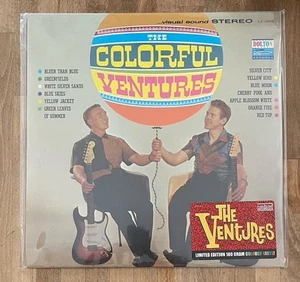 ...visual sound STEREO
DOLTON
THE
COLORFUL
VENTURES
BLUER THAN BLUE
GREENFIELDS
WHITE SILVER SANDS
BLUE SKIES
YELLOW JACKET
GREEN LEAVES
OF SUMMER
SILVER CITY
YELLOW BIRD
BLUE MOON
CHERRY PINK AND
APPLE BLOSSOM WHITE
ORANGE FIRE
RED TOP
THE
VENTURES
LIMITED EDITION 180 GRAM